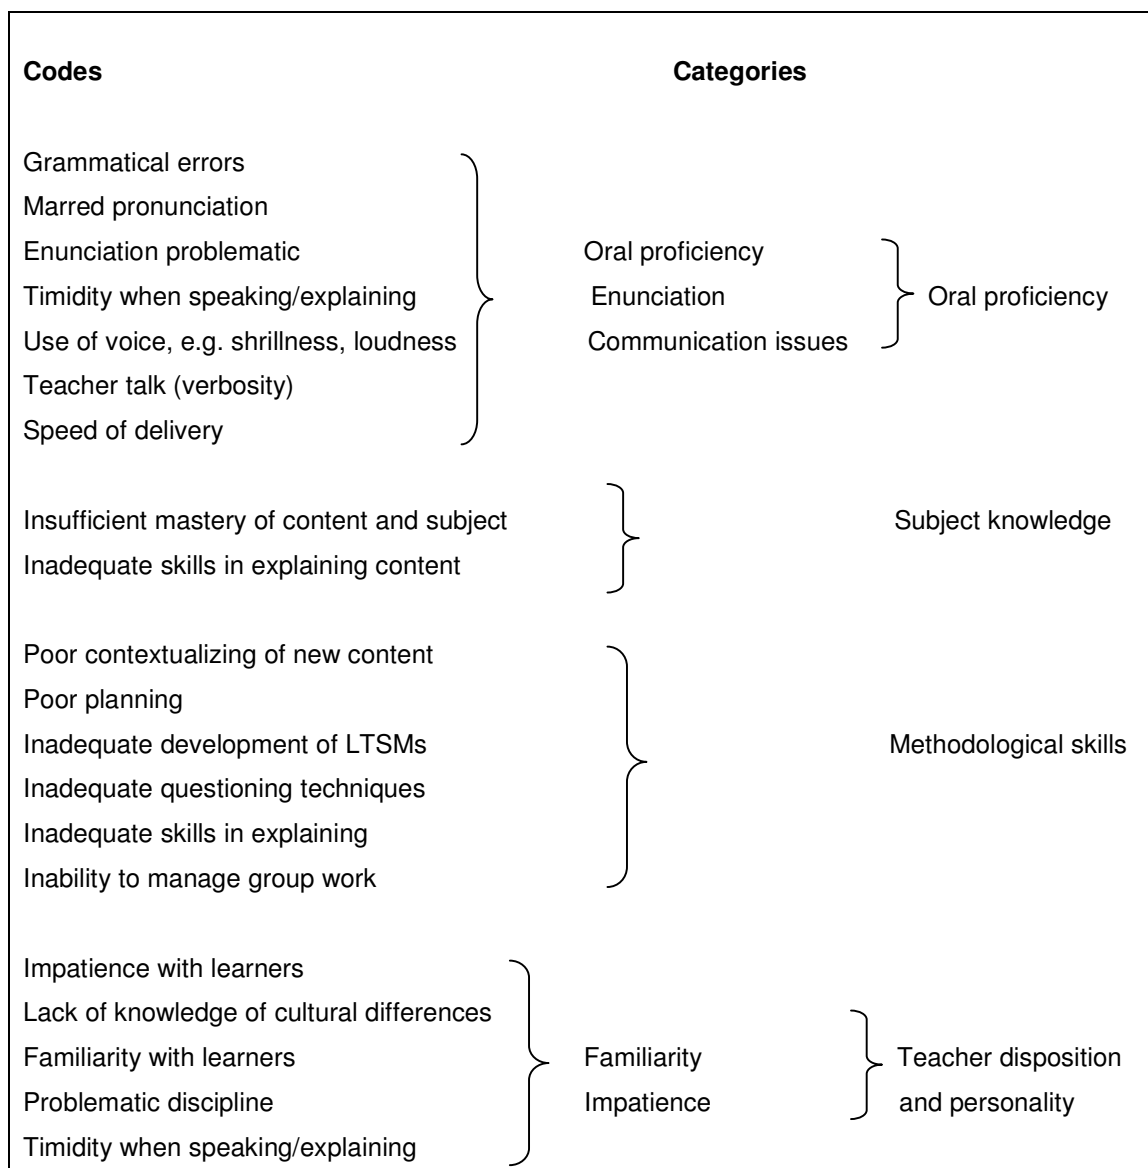 Codes Categories
Grammatical errors
Marred pronunciation
Enunciation problematic Oral proficiency
Timidity when speaking/explaining Enunciation Oral proficiency
Use of voice, e.g. shrillness, loudness Communication issues
Teacher talk (verbosity)
Speed of delivery
Insufficient mastery of content and subject Subject knowledge
Inadequate skills in explaining content
Poor contextualizing of new content
Poor planning
Inadequate development of LTSMs Methodological skills
Inadequate questioning techniques
Inadequate skills in explaining
Inability to manage group work
Impatience with learners
Lack of knowledge of cultural differences
Familiarity with learners Familiarity Teacher disposition
Problematic discipline Impatience and personality
Timidity when speaking/explaining